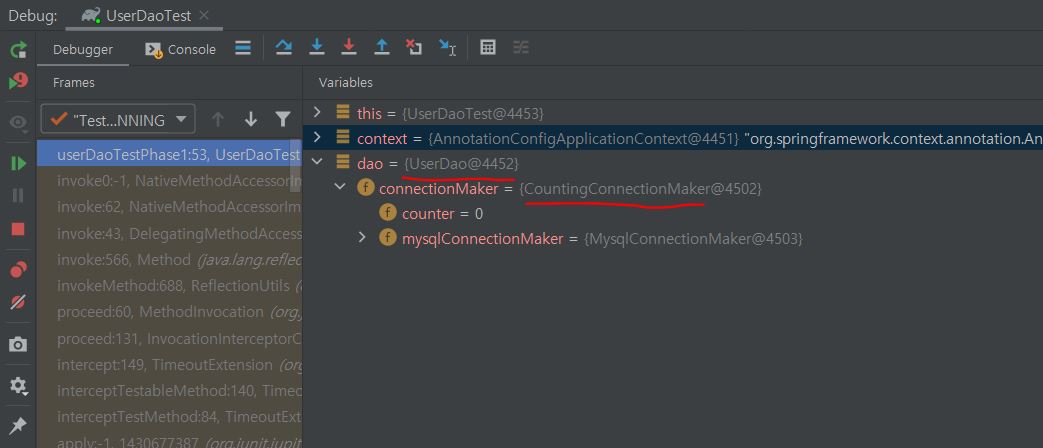 Debug: UserDaoTest
Debugger Console
Frames Variables
"Test...NNING
this = {UserDaoTest@4453}
context = {AnnotationConfigApplicationContext@4451} "org.springframework.context.annotation.An
dao = {UserDao@4452}
connectionMaker = {CountingConnectionMaker@4502}
counter = 0
mysqlConnectionMaker = {MysqlConnectionMaker@4503}
userDaoTestPhase1:53, UserDaoTest
invoke0:-1, NativeMethodAccessorIm
invoke:62, NativeMethodAccessorIm
invoke:43, DelegatingMethodAccess
invoke:566, Method (java.lang.reflec
invokeMethod:688, ReflectionUtils (
proceed:60, MethodInvocation (org.j
proceed:131, InvocationInterceptorC
intercept:149, TimeoutExtension (org
interceptTestableMethod:140, Timeo
interceptTestMethod:84, TimeoutExt
apply:-1, 1430677387 (org.junit.jupit